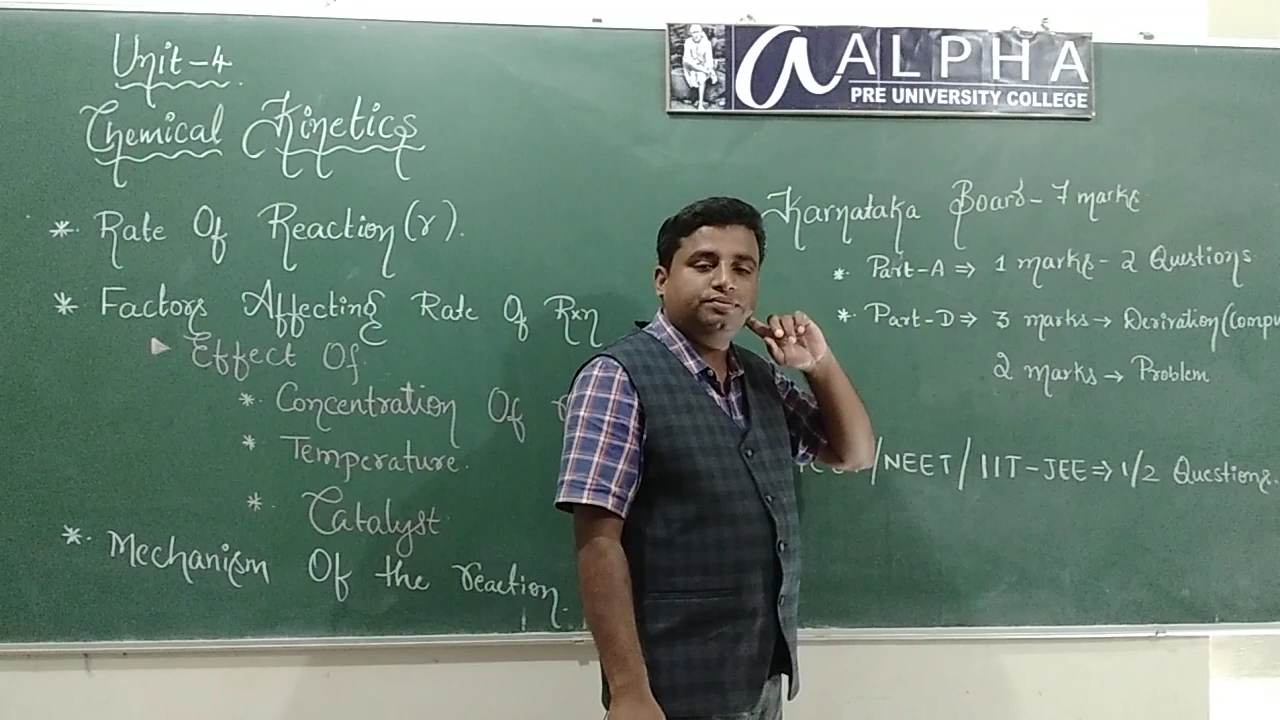 Unit-4.
Chemical Kinetics
* Rate Of Reaction (r).
* Factors Affecting Rate Of Rxn
Effect Of
* Concentration Of
* Temperature.
* Catalyst
* Mechanism Of the reaction.
a ALPHA
PRE UNIVERSITY COLLEGE
Karnataka Board - 7 marks
* Part-A ⇒ 1 marks - 2 Questions
* Part-D ⇒ 3 marks → Derivation (Compu
2 marks → Problem
/NEET/IIT-JEE ⇒ 1/2 Questions.